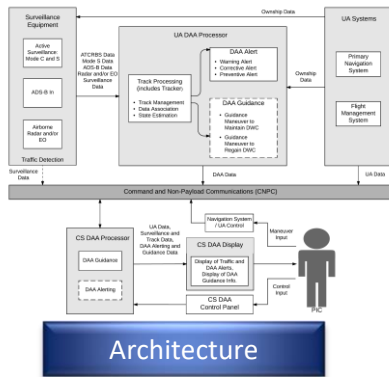 Surveillance
Equipment
Active
Surveillance:
Mode C and S
ADS-B In
Airborne
Radar and/or
EO
Traffic Detection
ATCRBS Data
Mode S Data
ADS-B Data
Radar and/or EO
Surveillance
Data
UA DAA Processor
Track Processing
(includes Tracker)
• Track Management
• Data Association
• State Estimation
DAA Alert
• Warning Alert
• Corrective Alert
• Preventive Alert
DAA Guidance
• Guidance
Maneuver to
Maintain DWC
• Guidance
Maneuver to
Regain DWC
Ownship Data
Ownship
Data
UA Systems
Primary
Navigation
System
Flight
Management
System
Surveillance
Data
DAA Data
UA Data
Command and Non-Payload Communications (CNPC)
CS DAA Processor
DAA Guidance
DAA Alerting
UA Data,
Surveillance and
Track Data,
DAA Alerting and
Guidance Data
Navigation System
/ UA Control
CS DAA Display
Display of Traffic and
DAA Alerts,
Display of DAA
Guidance Info.
CS DAA
Control Panel
Maneuver
Input
Control
Input
PIC
Architecture